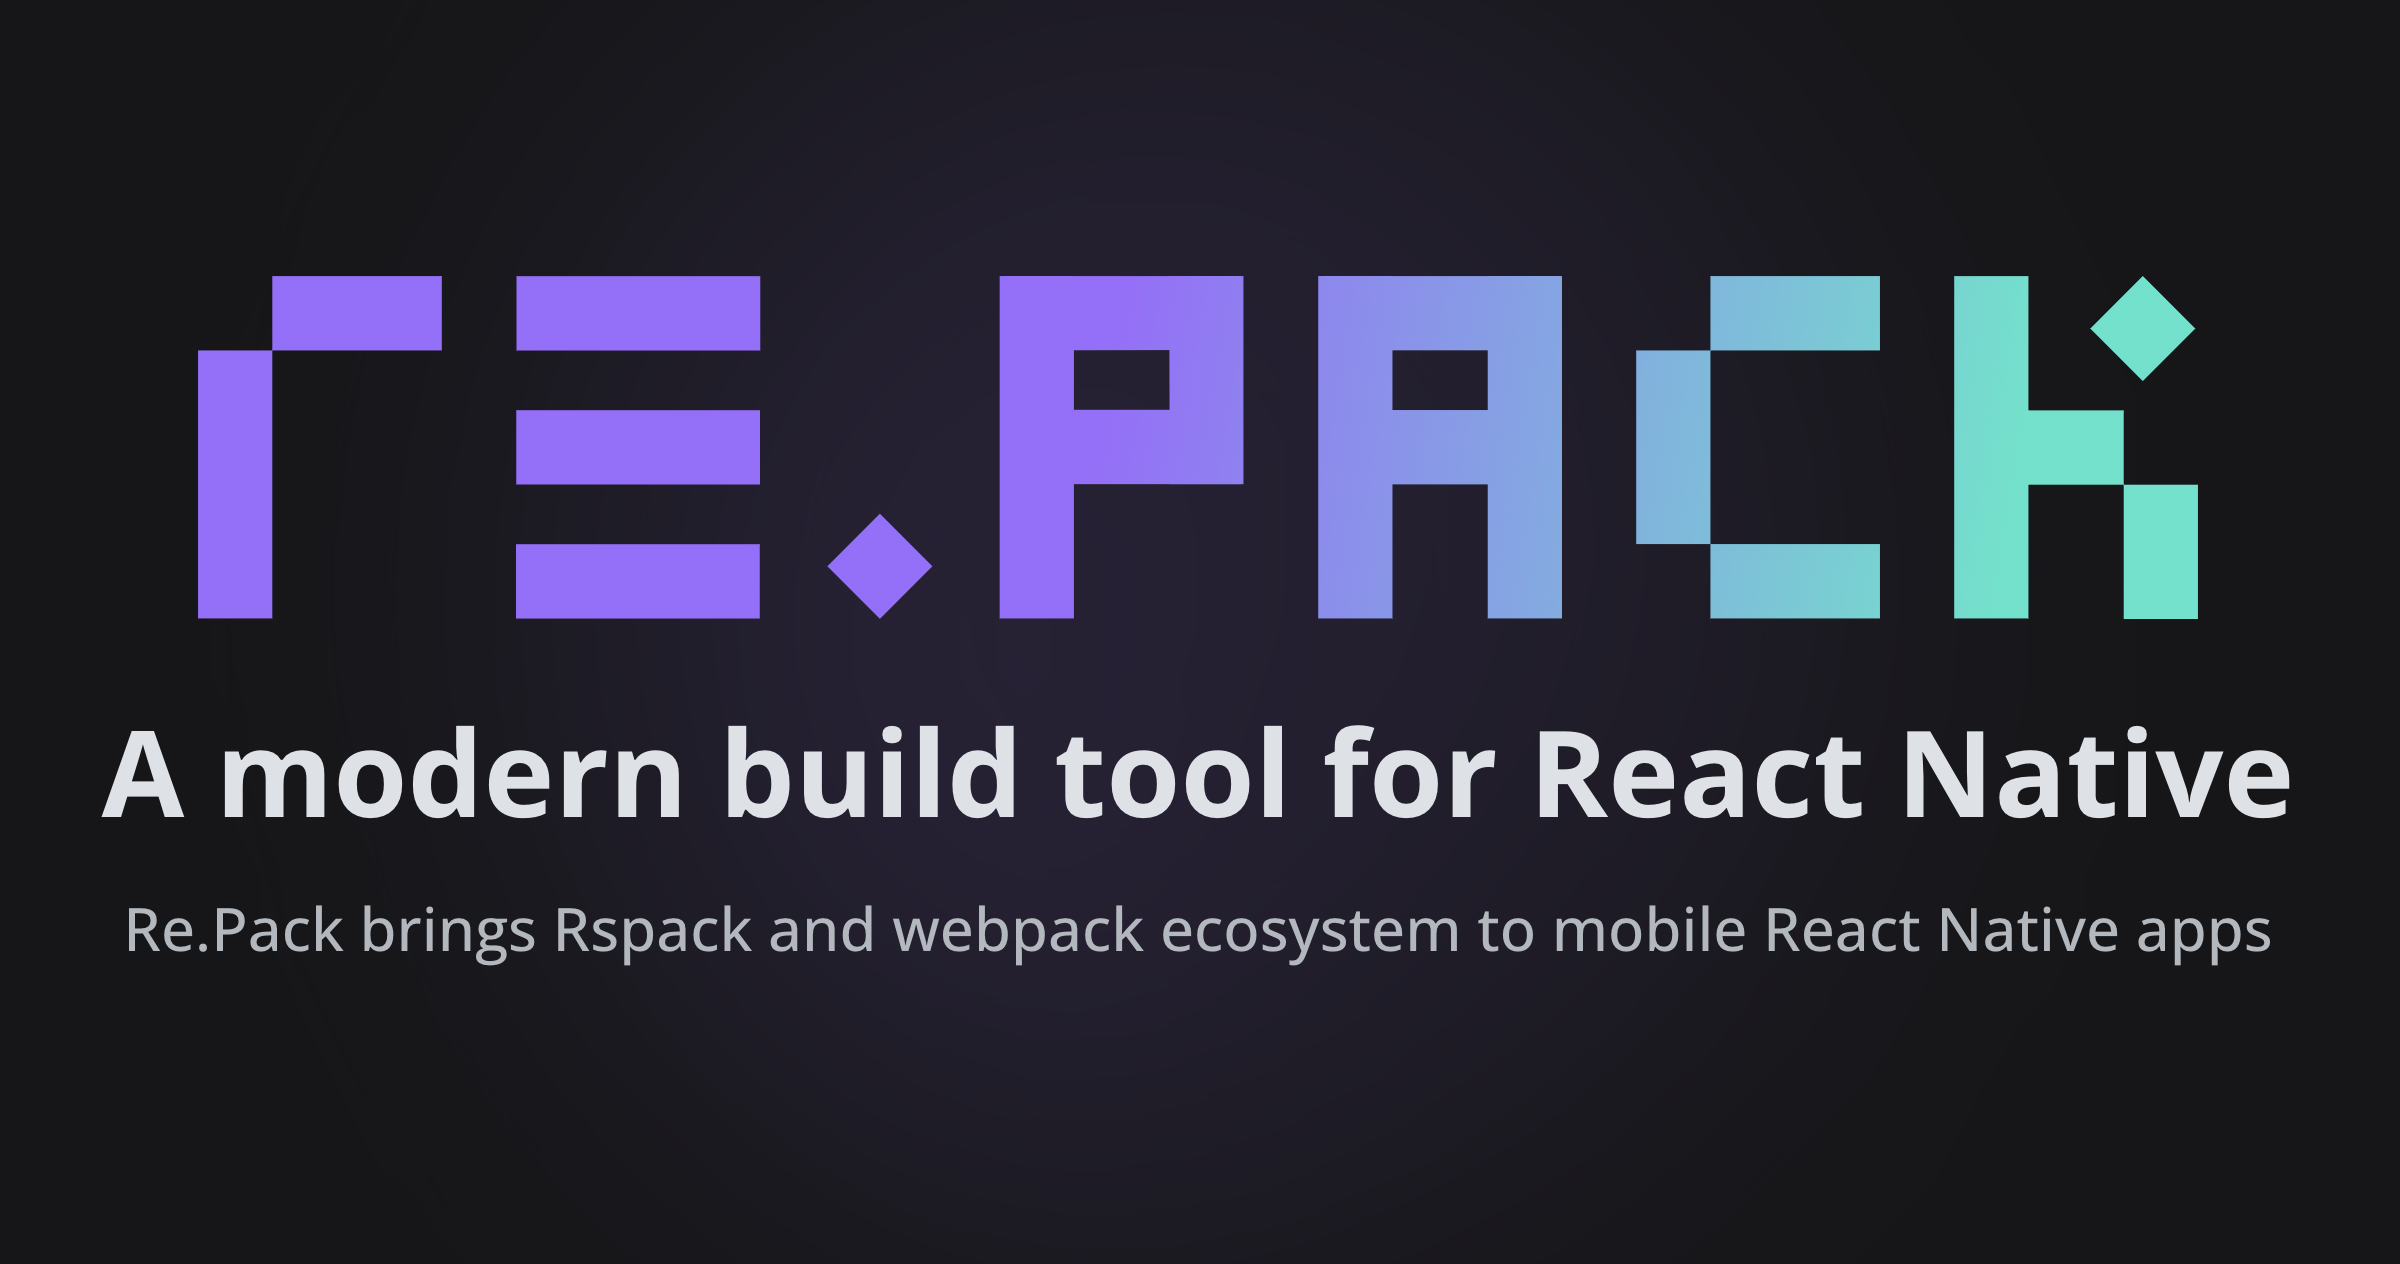 re.PACK
A modern build tool for React Native
Re.Pack brings Rspack and webpack ecosystem to mobile React Native apps